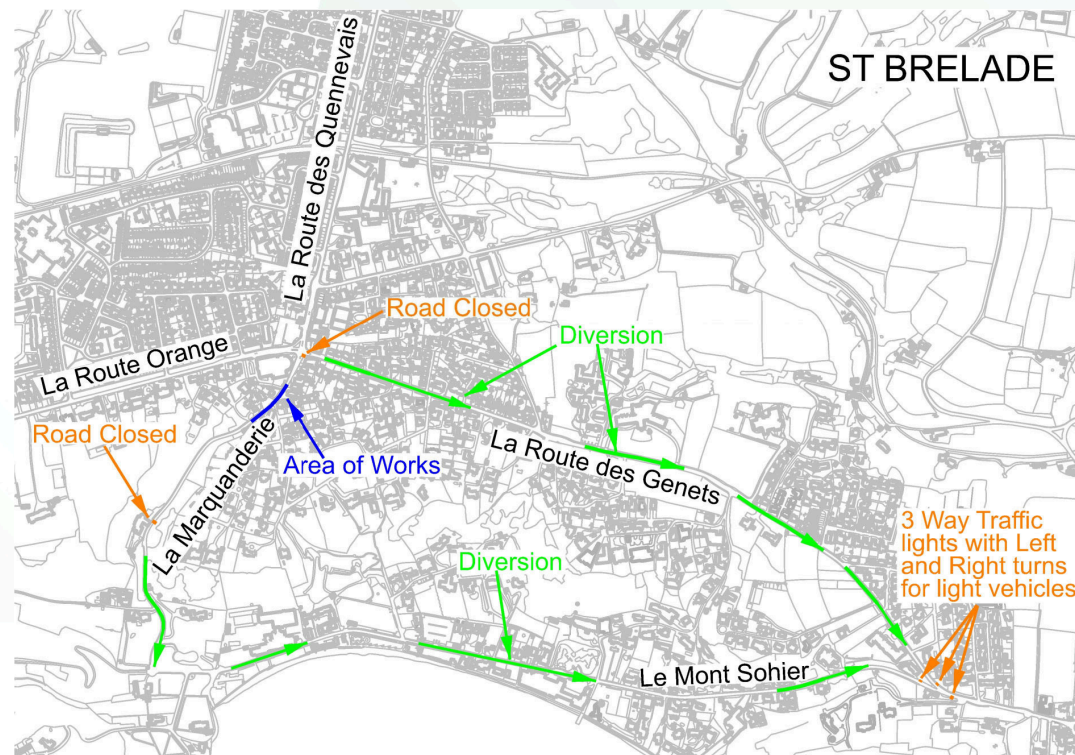 ST BRELADE
La Route des Quennevais
Road Closed
Diversion
La Route Orange
Road Closed
Area of Works
La Marquanderie
La Route des Genets
3 Way Traffic
lights with Left
and Right turns
for light vehicles
Diversion
Le Mont Sohier